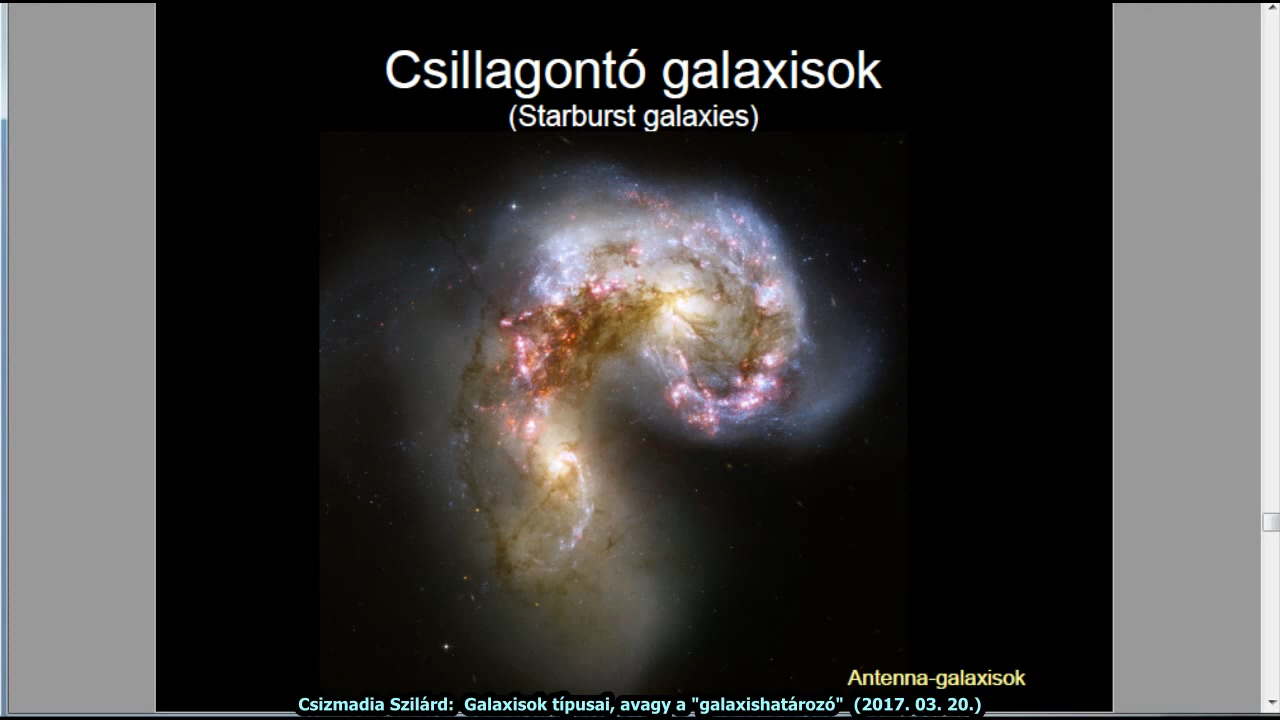 Csillagontó galaxisok
(Starburst galaxies)
Antenna-galaxisok
Csizmadia Szilárd: Galaxisok típusai, avagy a "galaxishatározó" (2017. 03. 20.)